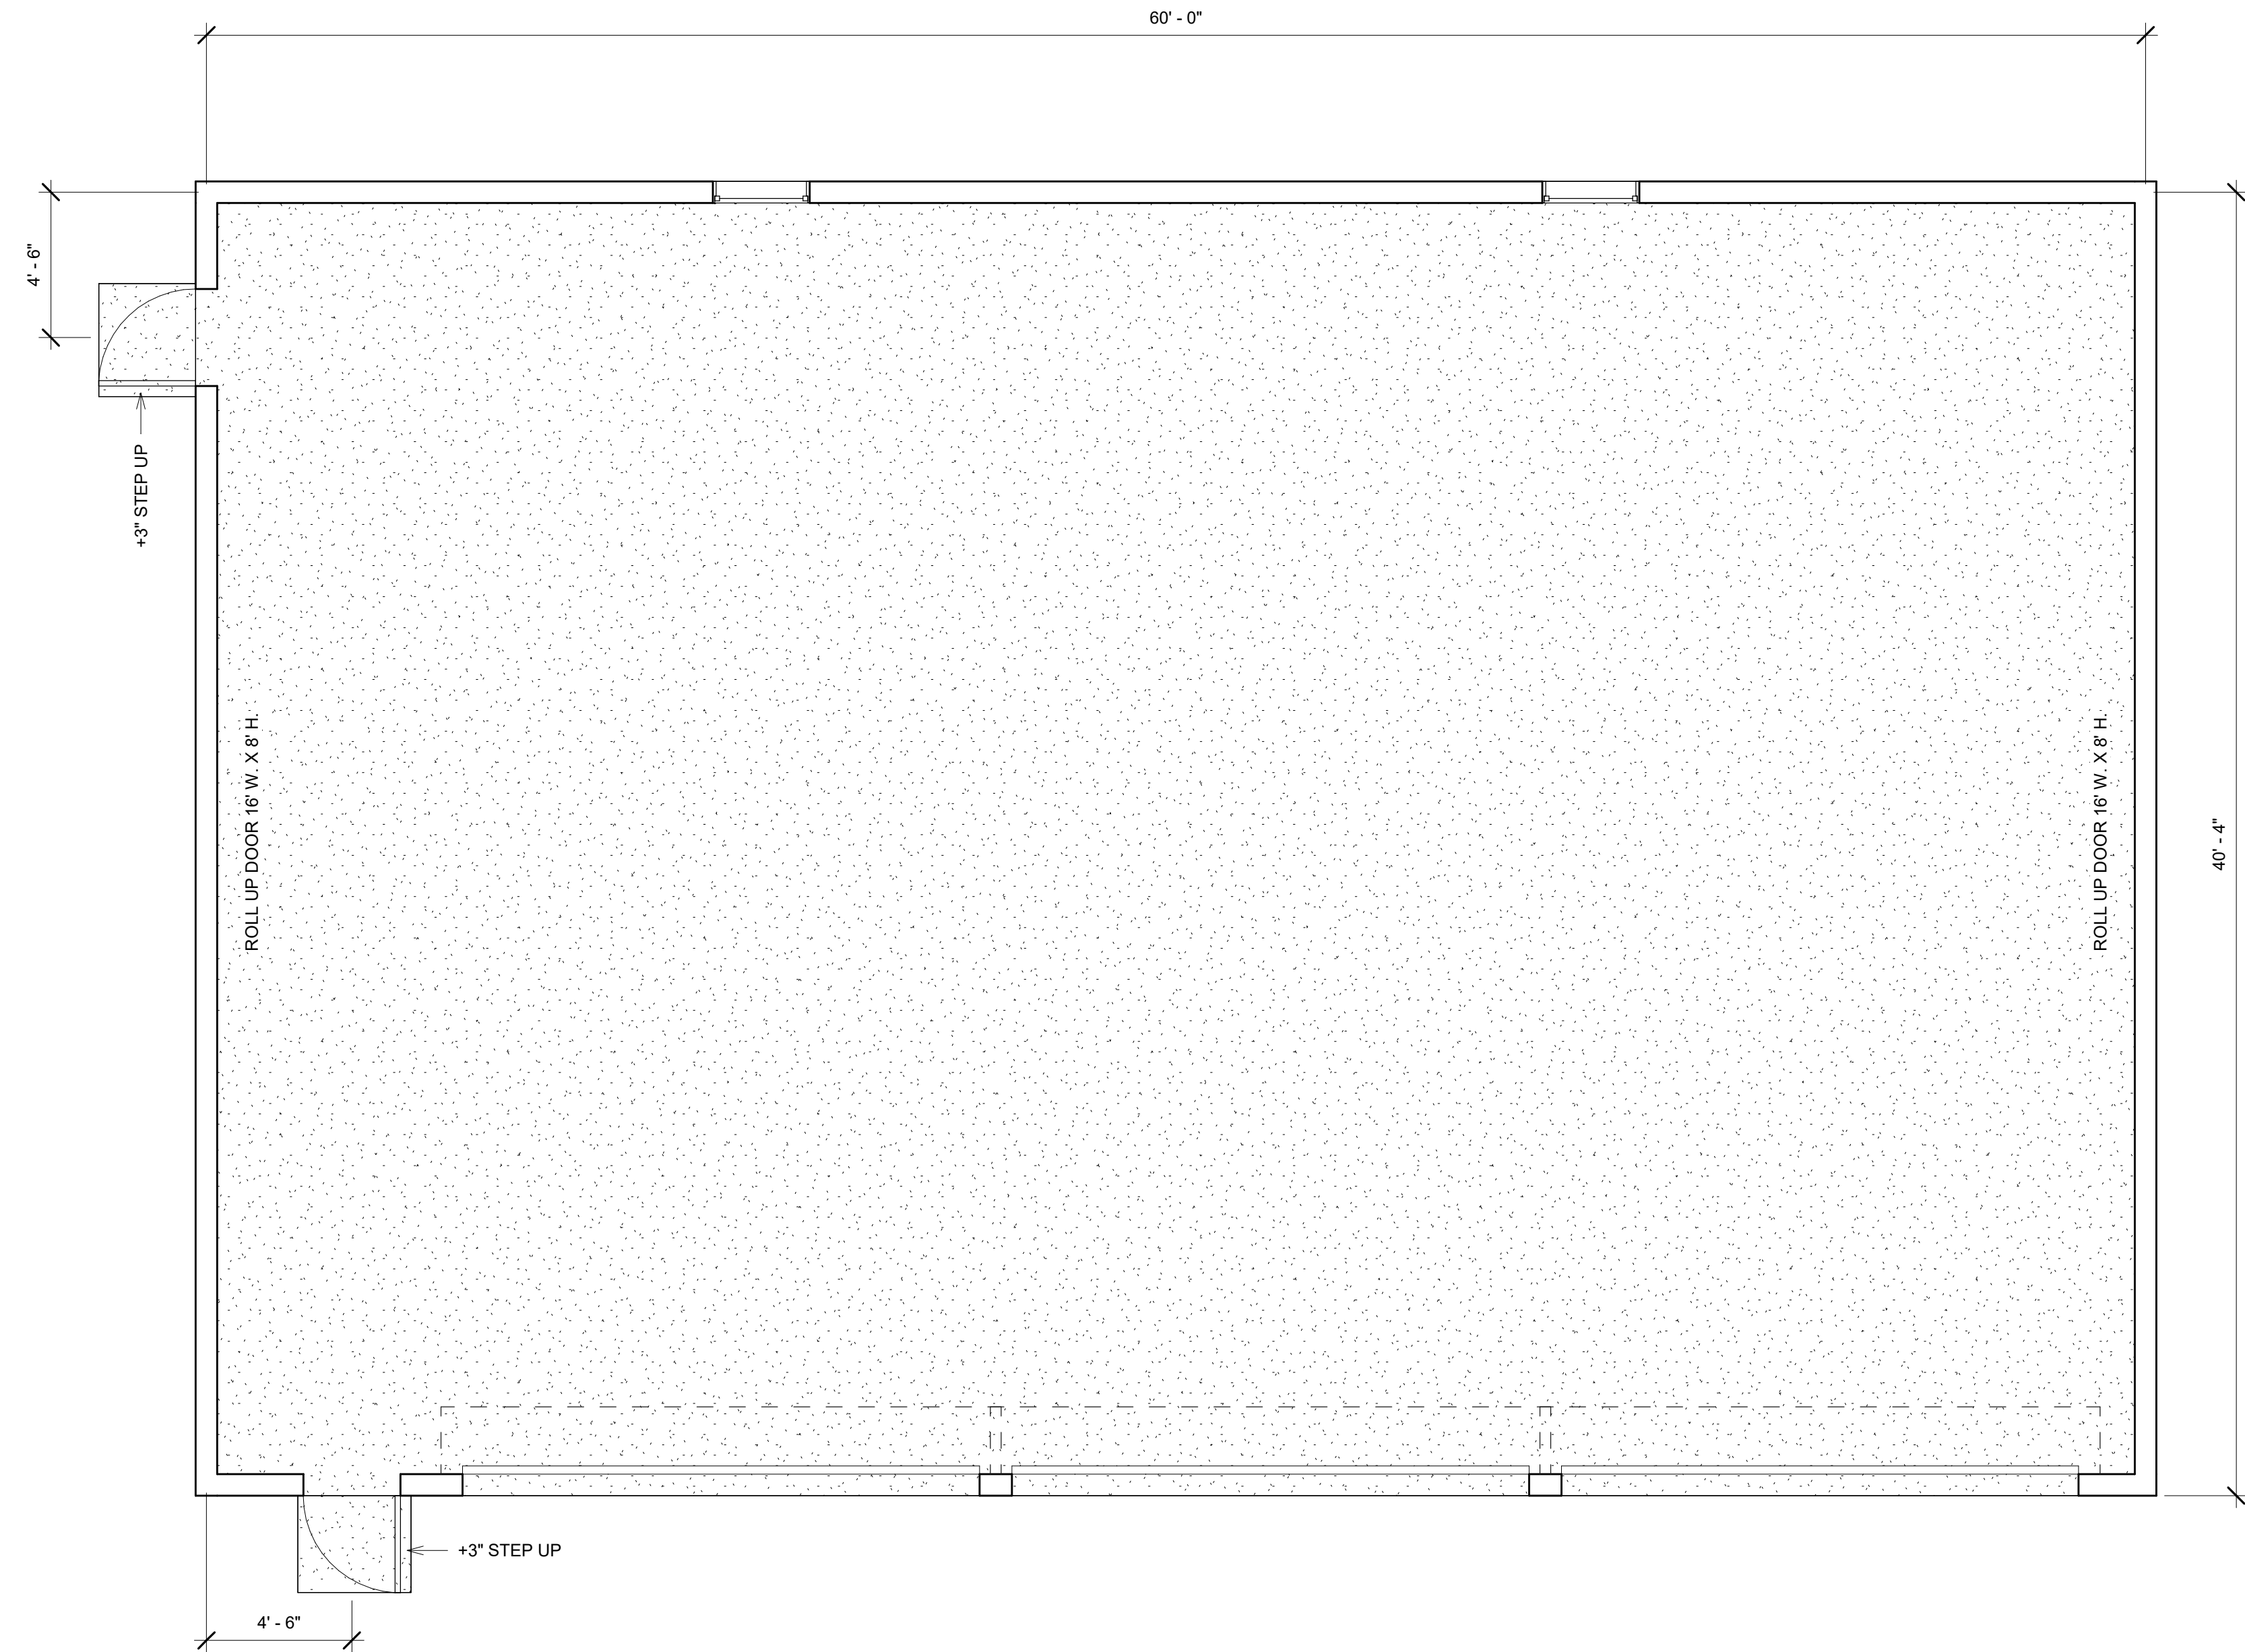 60' - 0"
4' - 6"
+3" STEP UP
ROLL UP DOOR 16' W. X 8' H.
ROLL UP DOOR 16' W. X 8' H.
40' - 4"
+3" STEP UP
4' - 6"